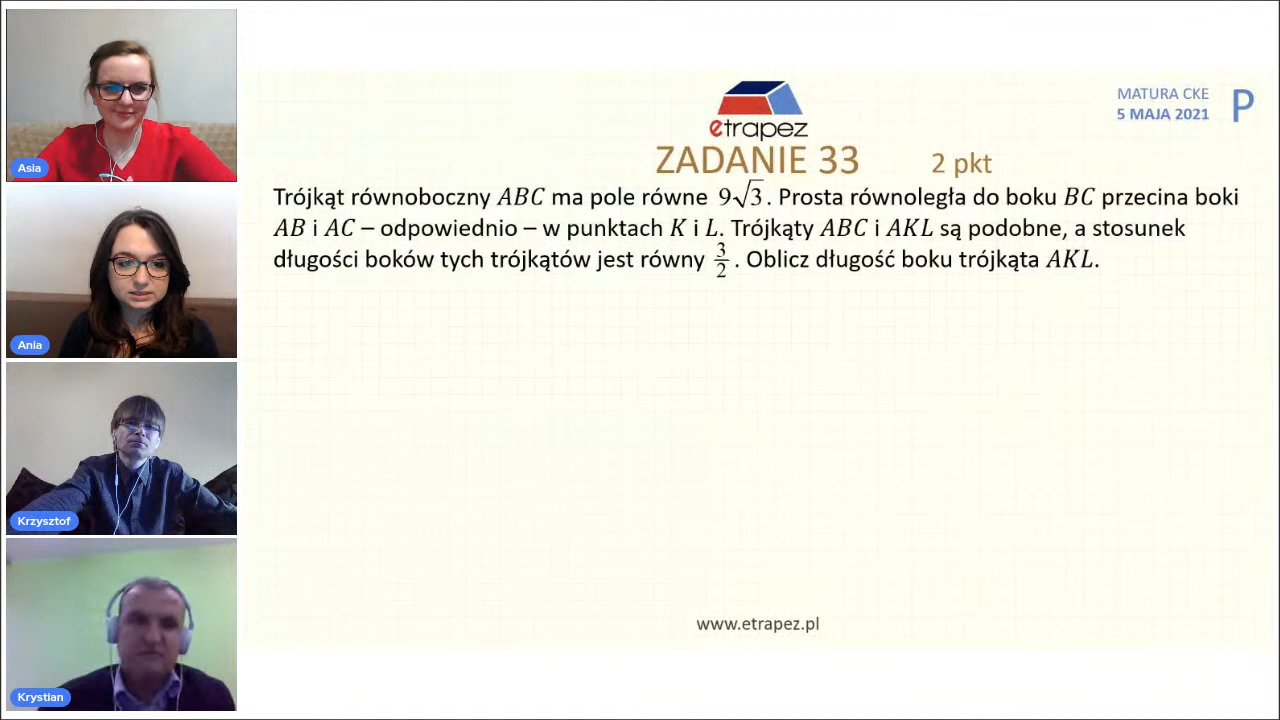 Asia
Ania
Krzysztof
Krystian
etrapez
MATURA CKE
5 MAJA 2021
P
ZADANIE 33 2 pkt
Trójkąt równoboczny ABC ma pole równe 9√3. Prosta równoległa do boku BC przecina boki
AB i AC – odpowiednio – w punktach K i L. Trójkąty ABC i AKL są podobne, a stosunek
długości boków tych trójkątów jest równy 3/2. Oblicz długość boku trójkąta AKL.
www.etrapez.pl